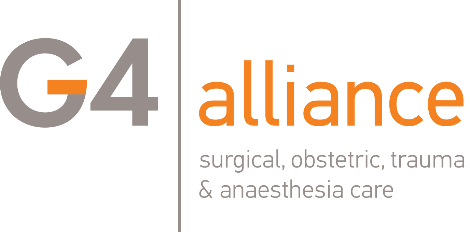 G4
alliance
surgical, obstetric, trauma
& anaesthesia care